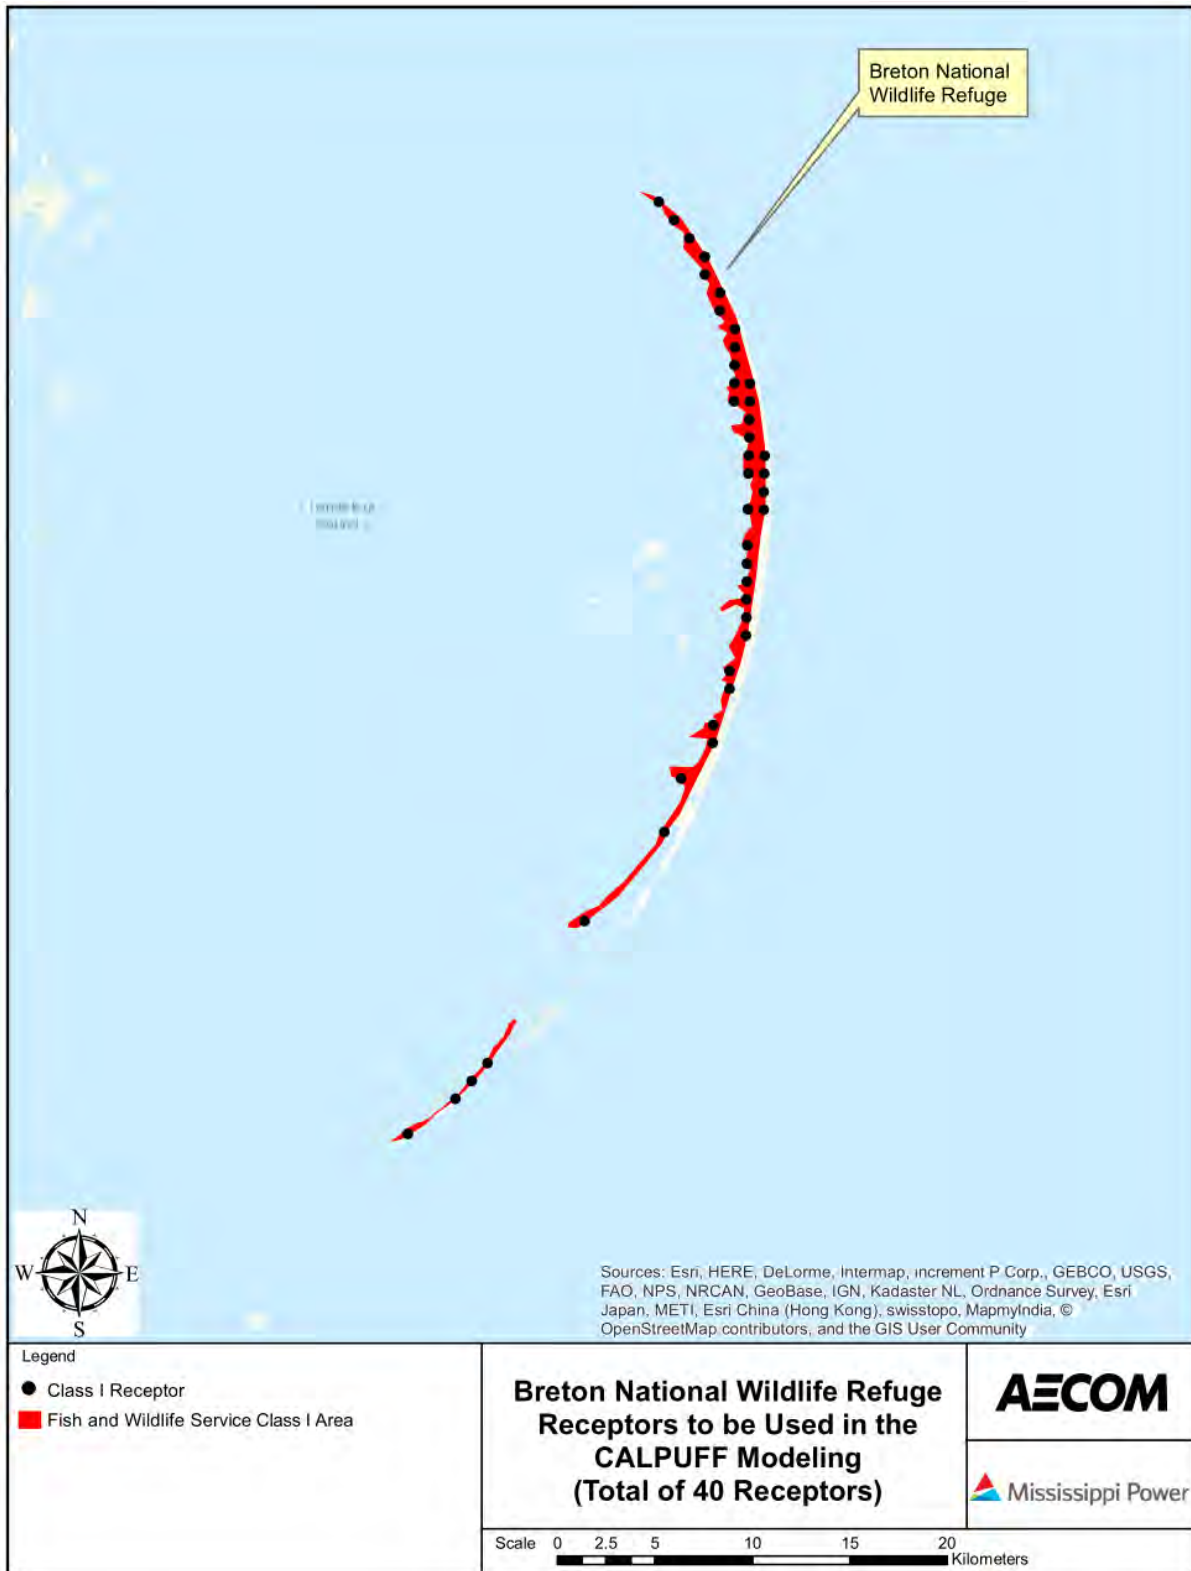 Breton National
Wildlife Refuge
N
W
E
S
Sources: Esri, HERE, DeLorme, Intermap, increment P Corp., GEBCO, USGS,
FAO, NPS, NRCAN, GeoBase, IGN, Kadaster NL, Ordnance Survey, Esri
Japan, METI, Esri China (Hong Kong), swisstopo, MapmyIndia, ©
OpenStreetMap contributors, and the GIS User Community
Legend
Class I Receptor
Fish and Wildlife Service Class I Area
Breton National Wildlife Refuge
Receptors to be Used in the
CALPUFF Modeling
(Total of 40 Receptors)
AECOM
Mississippi Power
Scale 0 2.5 5 10 15 20
Kilometers